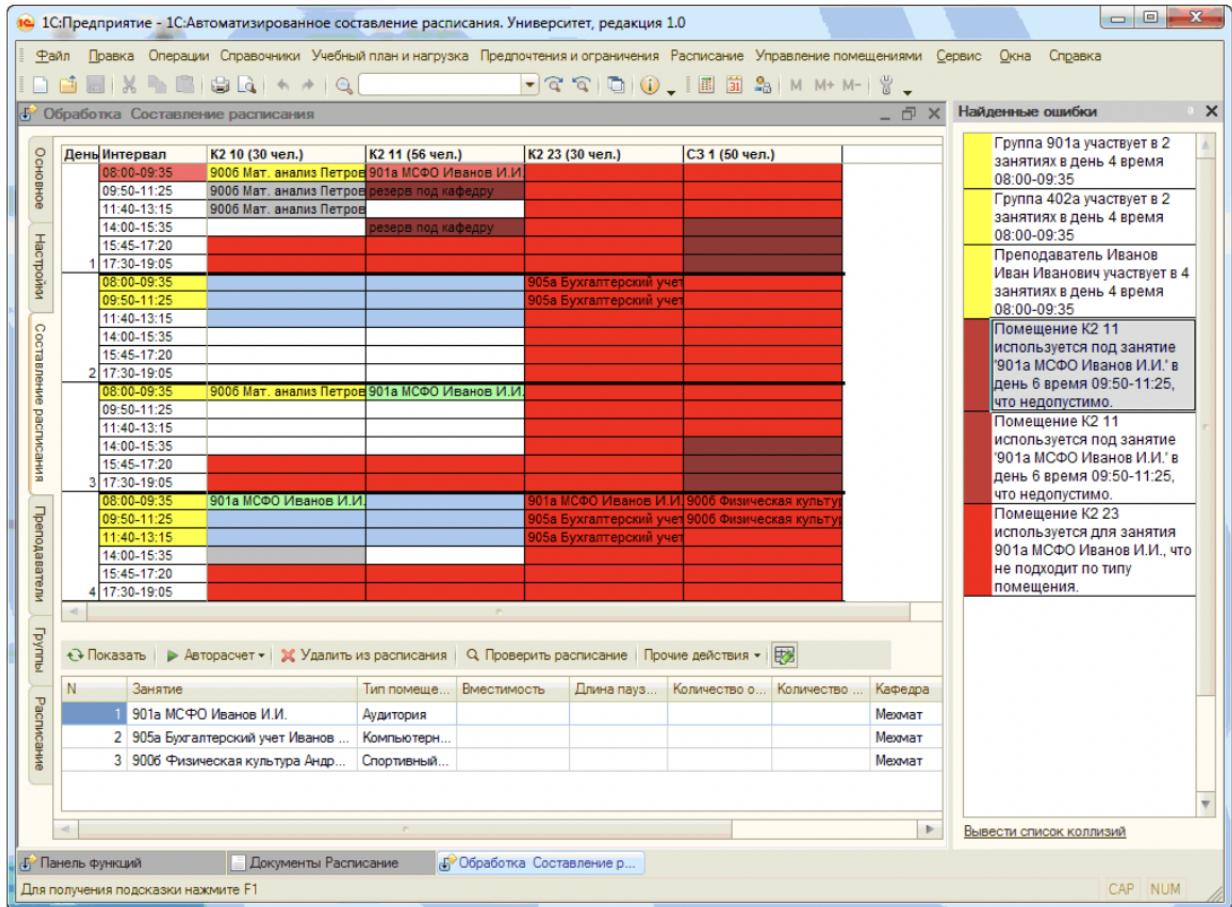 1С:Предприятие - 1С:Автоматизированное составление расписания. Университет, редакция 1.0
Файл Правка Операции Справочники Учебный план и нагрузка Предпочтения и ограничения Расписание Управление помещениями Сервис Окна Справка
M M+ M-
Обработка Составление расписания
Найденные ошибки
Основное
Настройки
Составление расписания
Преподаватели
Группы
Расписание
День Интервал К2 10 (30 чел.) К2 11 (56 чел.) К2 23 (30 чел.) СЗ 1 (50 чел.)
08:00-09:35 900б Мат. анализ Петров 901а МСФО Иванов И.И.
09:50-11:25 900б Мат. анализ Петров резерв под кафедру
11:40-13:15 900б Мат. анализ Петров
14:00-15:35 резерв под кафедру
15:45-17:20
1 17:30-19:05
08:00-09:35 905а Бухгалтерский учет
09:50-11:25 905а Бухгалтерский учет
11:40-13:15
14:00-15:35
15:45-17:20
2 17:30-19:05
08:00-09:35 900б Мат. анализ Петров 901а МСФО Иванов И.И.
09:50-11:25
11:40-13:15
14:00-15:35
15:45-17:20
3 17:30-19:05
08:00-09:35 901а МСФО Иванов И.И. 901а МСФО Иванов И.И. 900б Физическая культур
09:50-11:25 905а Бухгалтерский учет 900б Физическая культур
11:40-13:15 905а Бухгалтерский учет
14:00-15:35
15:45-17:20
4 17:30-19:05
Группа 901а участвует в 2
занятиях в день 4 время
08:00-09:35
Группа 402а участвует в 2
занятиях в день 4 время
08:00-09:35
Преподаватель Иванов
Иван Иванович участвует в 4
занятиях в день 4 время
08:00-09:35
Помещение К2 11
используется под занятие
'901а МСФО Иванов И.И.' в
день 6 время 09:50-11:25,
что недопустимо.
Помещение К2 11
используется под занятие
'901а МСФО Иванов И.И.' в
день 6 время 09:50-11:25,
что недопустимо.
Помещение К2 23
используется для занятия
901а МСФО Иванов И.И., что
не подходит по типу
помещения.
Показать Авторасчет Удалить из расписания Проверить расписание Прочие действия
N Занятие Тип помеще... Вместимость Длина пауз... Количество о... Количество ... Кафедра
1 901а МСФО Иванов И.И. Аудитория Мехмат
2 905а Бухгалтерский учет Иванов ... Компьютерн... Мехмат
3 900б Физическая культура Андр... Спортивный... Мехмат
Вывести список коллизий
Панель функций Документы Расписание Обработка Составление р...
Для получения подсказки нажмите F1 CAP NUM